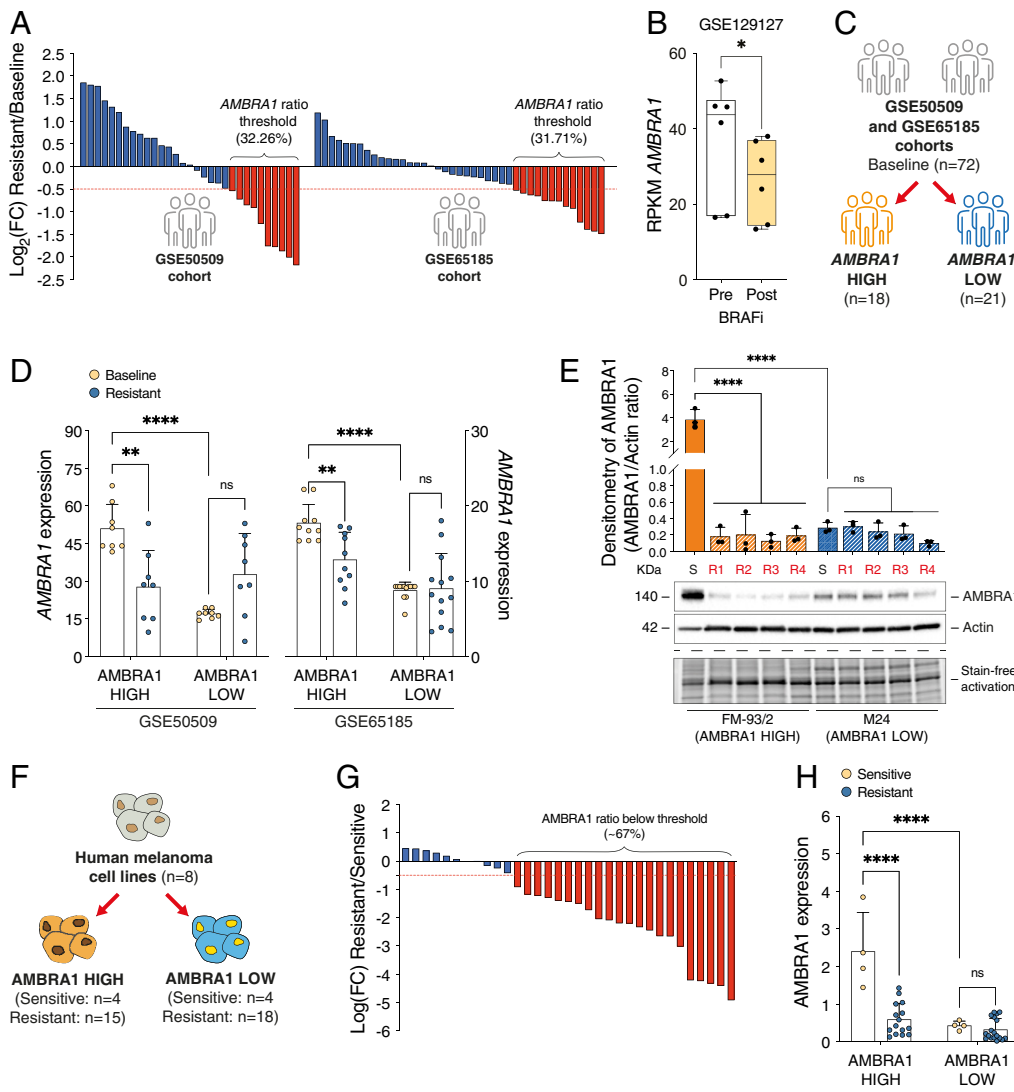 A
Log2(FC) Resistant/Baseline
2.5
2.0
1.5
1.0
0.5
0.0
-0.5
-1.0
-1.5
-2.0
-2.5
AMBRA1 ratio
threshold
(32.26%)
GSE50509
cohort
AMBRA1 ratio
threshold
(31.71%)
GSE65185
cohort
B
GSE129127
RPKM AMBRA1
60
40
20
0
*
Pre
Post
BRAFi
C
GSE50509
and GSE65185
cohorts
Baseline (n=72)
AMBRA1
HIGH
(n=18)
AMBRA1
LOW
(n=21)
D
Baseline
Resistant
AMBRA1 expression
90
75
60
45
30
15
0
****
**
ns
****
**
ns
30
20
10
0
AMBRA1 expression
AMBRA1
HIGH
AMBRA1
LOW
AMBRA1
HIGH
AMBRA1
LOW
GSE50509
GSE65185
E
Densitometry of AMBRA1
(AMBRA1/Actin ratio)
8
6
4
2
1.0
0.8
0.6
0.4
0.2
0.0
****
****
ns
KDa
S R1 R2 R3 R4 S R1 R2 R3 R4
140
AMBRA1
42
Actin
Stain-free
activation
FM-93/2
(AMBRA1 HIGH)
M24
(AMBRA1 LOW)
F
Human melanoma
cell lines (n=8)
AMBRA1 HIGH
(Sensitive: n=4
Resistant: n=15)
AMBRA1 LOW
(Sensitive: n=4
Resistant: n=18)
G
Log(FC) Resistant/Sensitive
2
1
0
-1
-2
-3
-4
-5
-6
AMBRA1 ratio below threshold
(~67%)
H
Sensitive
Resistant
AMBRA1 expression
6
5
4
3
2
1
0
****
****
ns
AMBRA1
HIGH
AMBRA1
LOW